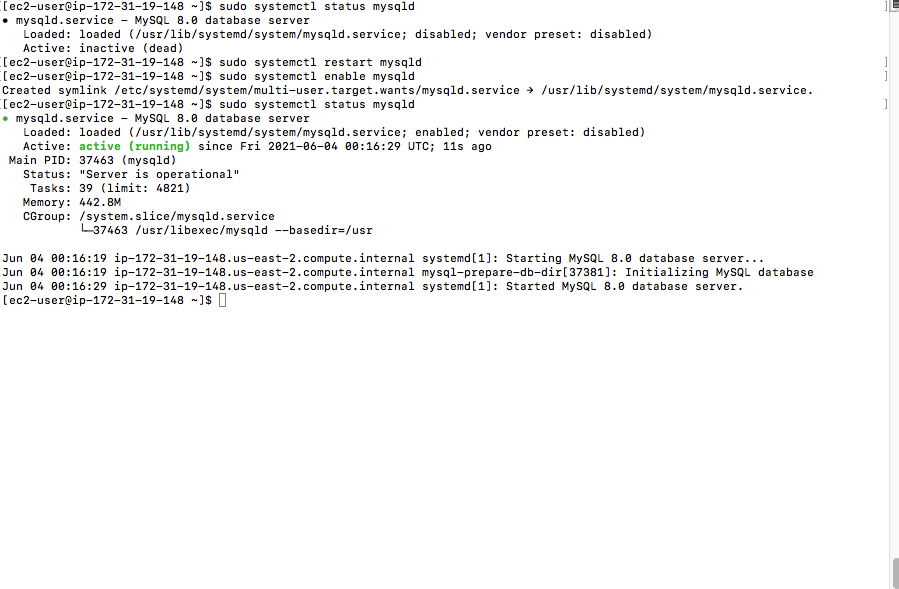 [ec2-user@ip-172-31-19-148 ~]$ sudo systemctl status mysqld ]
● mysqld.service – MySQL 8.0 database server
   Loaded: loaded (/usr/lib/systemd/system/mysqld.service; disabled; vendor preset: disabled)
   Active: inactive (dead)
[ec2-user@ip-172-31-19-148 ~]$ sudo systemctl restart mysqld ]
[ec2-user@ip-172-31-19-148 ~]$ sudo systemctl enable mysqld ]
Created symlink /etc/systemd/system/multi-user.target.wants/mysqld.service → /usr/lib/systemd/system/mysqld.service.
[ec2-user@ip-172-31-19-148 ~]$ sudo systemctl status mysqld ]
● mysqld.service – MySQL 8.0 database server
   Loaded: loaded (/usr/lib/systemd/system/mysqld.service; enabled; vendor preset: disabled)
   Active: active (running) since Fri 2021-06-04 00:16:29 UTC; 11s ago
 Main PID: 37463 (mysqld)
   Status: "Server is operational"
    Tasks: 39 (limit: 4821)
   Memory: 442.8M
   CGroup: /system.slice/mysqld.service
           └─37463 /usr/libexec/mysqld --basedir=/usr
Jun 04 00:16:19 ip-172-31-19-148.us-east-2.compute.internal systemd[1]: Starting MySQL 8.0 database server...
Jun 04 00:16:19 ip-172-31-19-148.us-east-2.compute.internal mysql-prepare-db-dir[37381]: Initializing MySQL database
Jun 04 00:16:29 ip-172-31-19-148.us-east-2.compute.internal systemd[1]: Started MySQL 8.0 database server.
[ec2-user@ip-172-31-19-148 ~]$